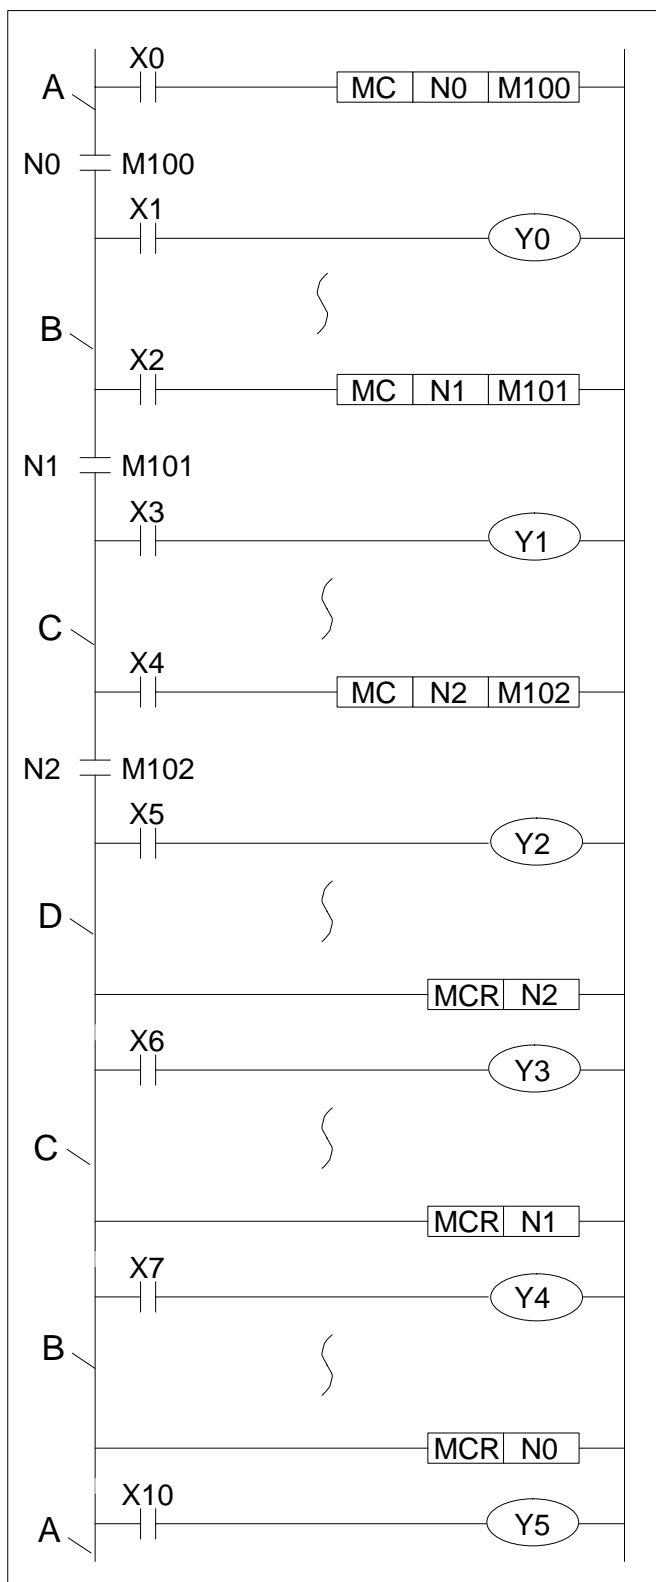 X0
A MC N0 M100
N0 M100
X1
Y0
B
X2
MC N1 M101
N1 M101
X3
Y1
C
X4
MC N2 M102
N2 M102
X5
Y2
D
MCR N2
X6
Y3
C
MCR N1
X7
Y4
B
MCR N0
X10
A Y5